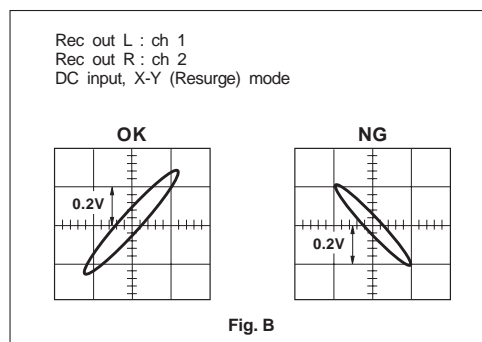 Rec out L : ch 1
Rec out R : ch 2
DC input, X-Y (Resurge) mode
OK
NG
0.2V
0.2V
Fig. B